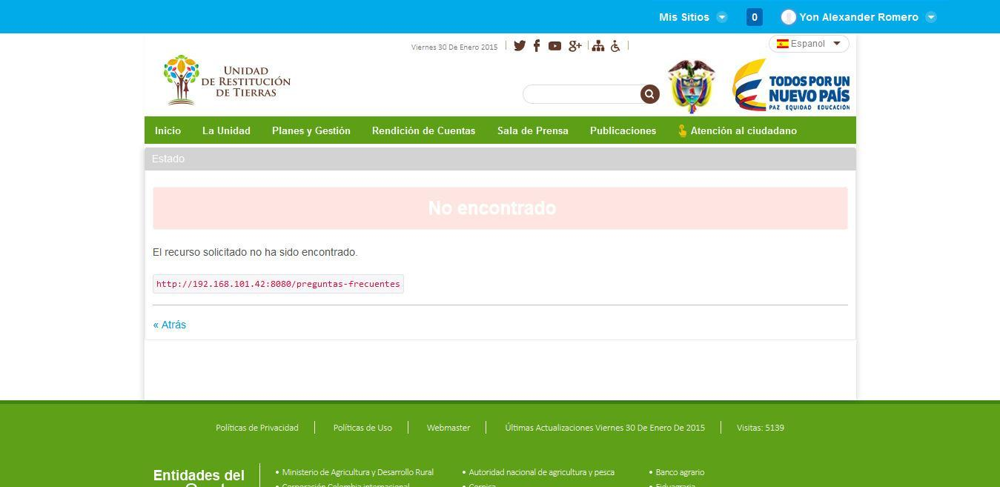 Mis Sitios
0
Yon Alexander Romero
Viernes 30 De Enero 2015
Espanol
UNIDAD
DE RESTITUCIÓN
DE TIERRAS
TODOS POR UN
NUEVO PAÍS
PAZ EQUIDAD EDUCACIÓN
Inicio
La Unidad
Planes y Gestión
Rendición de Cuentas
Sala de Prensa
Publicaciones
Atención al ciudadano
Estado
No encontrado
El recurso solicitado no ha sido encontrado.
http://192.168.101.42:8080/preguntas-frecuentes
« Atrás
Políticas de Privacidad
Políticas de Uso
Webmaster
Últimas Actualizaciones Viernes 30 De Enero De 2015
Visitas: 5139
Entidades del
• Ministerio de Agricultura y Desarrollo Rural
• Autoridad nacional de agricultura y pesca
• Banco agrario
• Corporación Colombia internacional